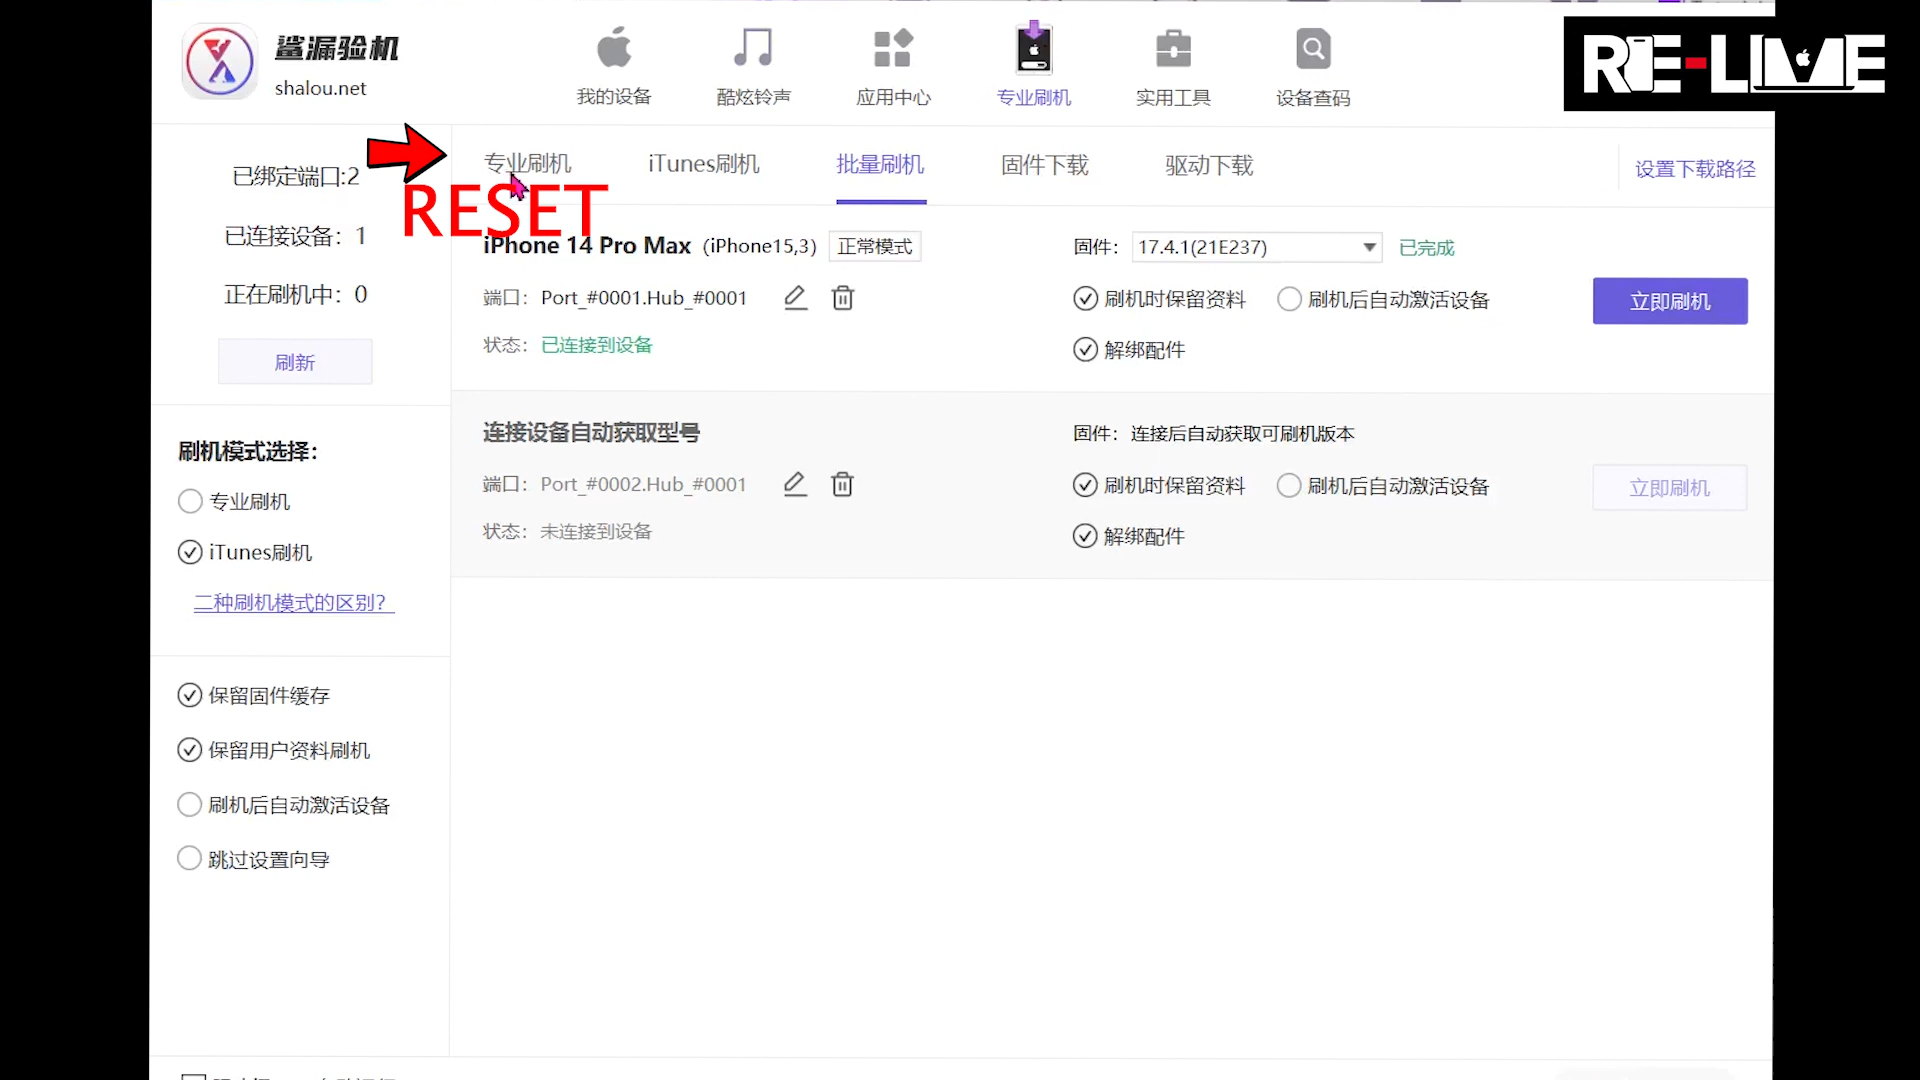 鲨漏验机
shalou.net
我的设备
酷炫铃声
应用中心
专业刷机
实用工具
设备查码
RE-LIVE
已绑定端口:2
已连接设备：1
正在刷机中：0
刷新
专业刷机
iTunes刷机
批量刷机
固件下载
驱动下载
设置下载路径
RESET
iPhone 14 Pro Max (iPhone15,3) 正常模式
固件： 17.4.1(21E237) 已完成
端口： Port_#0001.Hub_#0001
刷机时保留资料 刷机后自动激活设备
立即刷机
状态： 已连接到设备
解绑配件
连接设备自动获取型号
固件： 连接后自动获取可刷机版本
端口： Port_#0002.Hub_#0001
刷机时保留资料 刷机后自动激活设备
立即刷机
状态： 未连接到设备
解绑配件
刷机模式选择：
专业刷机
iTunes刷机
二种刷机模式的区别？
保留固件缓存
保留用户资料刷机
刷机后自动激活设备
跳过设置向导